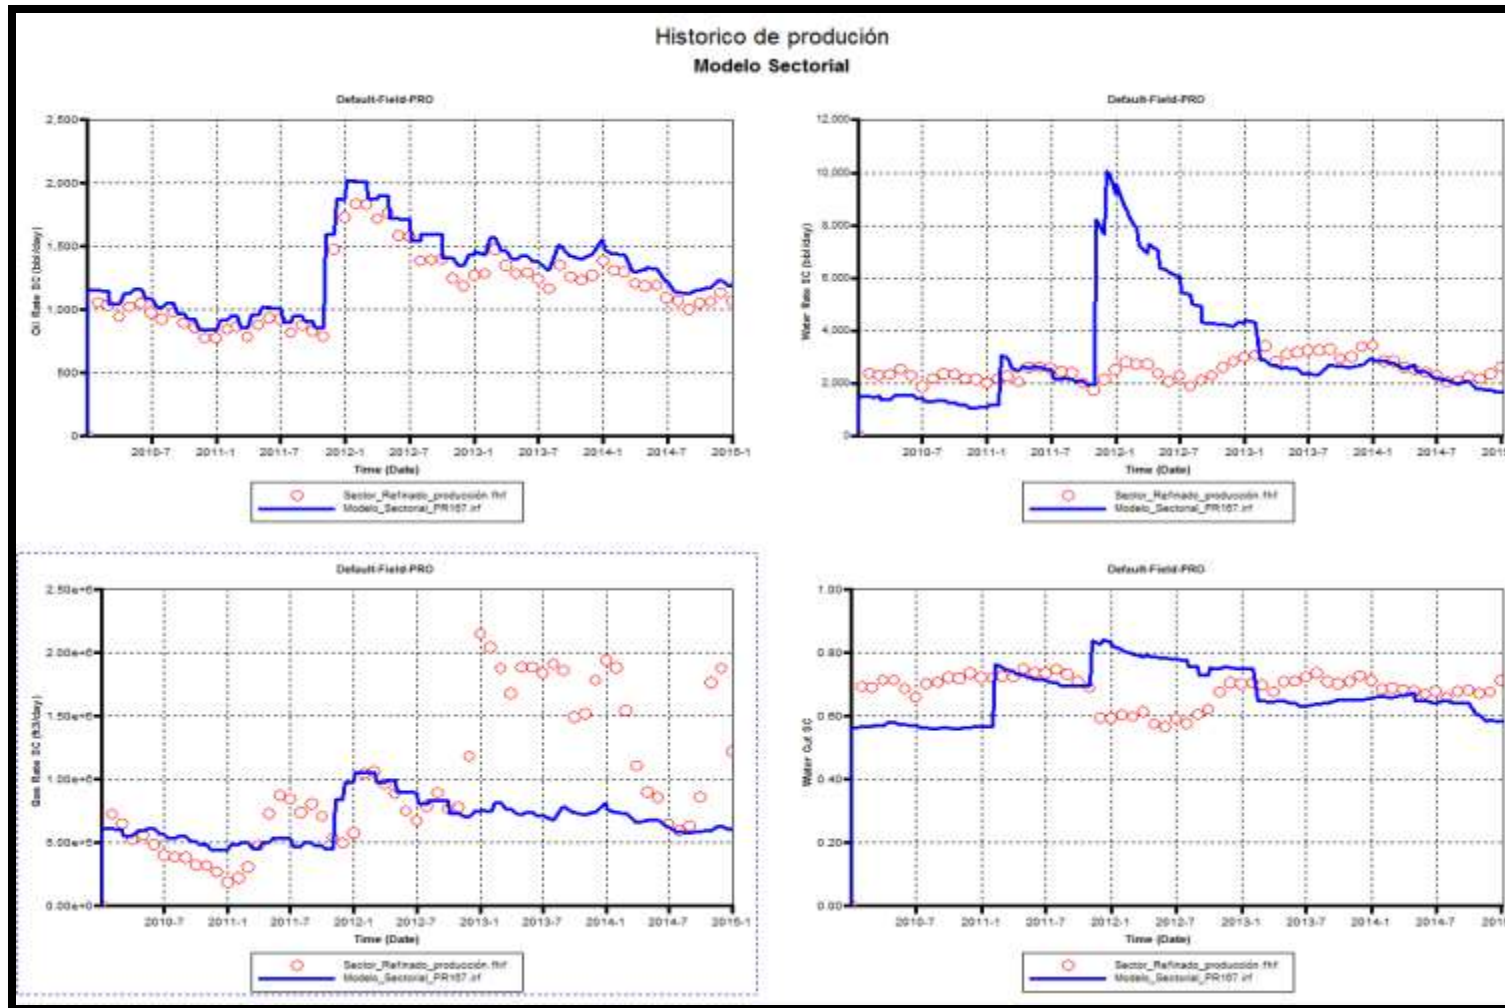 Historico de produción
Modelo Sectorial
Default-Field-PRO
2,500
2,000
1,500
1,000
500
0
Oil Rate SC (bbl/day)
2010-7 2011-1 2011-7 2012-1 2012-7 2013-1 2013-7 2014-1 2014-7 2015-1
Time (Date)
Sector_Refinado_producción.fhf
Modelo_Sectorial_PR167.irf
Default-Field-PRO
12,000
10,000
8,000
6,000
4,000
2,000
0
Water Rate SC (bbl/day)
2010-7 2011-1 2011-7 2012-1 2012-7 2013-1 2013-7 2014-1 2014-7 2015-1
Time (Date)
Sector_Refinado_producción.fhf
Modelo_Sectorial_PR167.irf
Default-Field-PRO
2.50e+6
2.00e+6
1.50e+6
1.00e+6
5.00e+5
0.00e+0
Gas Rate SC (ft3/day)
2010-7 2011-1 2011-7 2012-1 2012-7 2013-1 2013-7 2014-1 2014-7 2015-1
Time (Date)
Sector_Refinado_producción.fhf
Modelo_Sectorial_PR167.irf
Default-Field-PRO
1.00
0.80
0.60
0.40
0.20
0.00
Water Cut SC
2010-7 2011-1 2011-7 2012-1 2012-7 2013-1 2013-7 2014-1 2014-7
Time (Date)
Sector_Refinado_producción.fhf
Modelo_Sectorial_PR167.irf